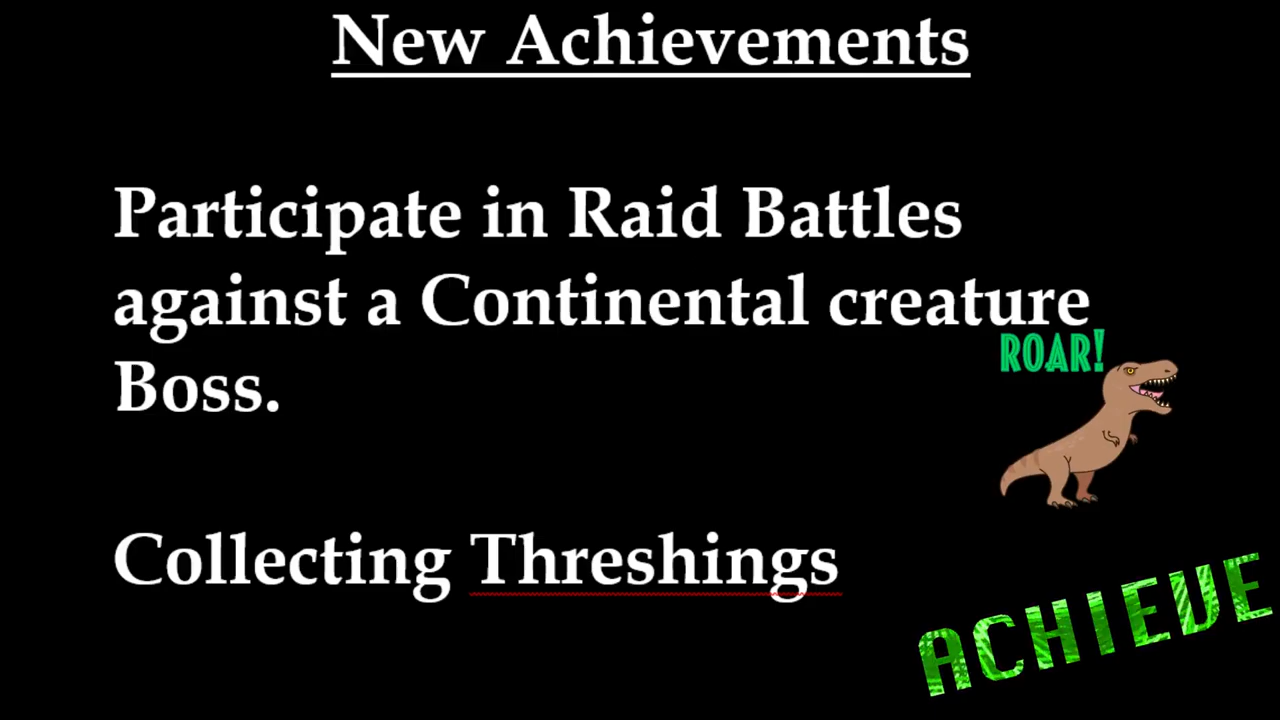 New Achievements
Participate in Raid Battles
against a Continental creature
Boss.
ROAR!
Collecting Threshings
ACHIEVE